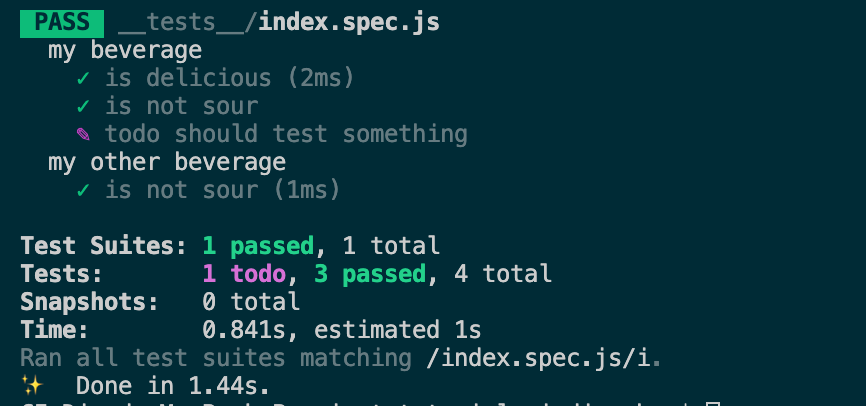 PASS __tests__/index.spec.js
my beverage
✓ is delicious (2ms)
✓ is not sour
✎ todo should test something
my other beverage
✓ is not sour (1ms)
Test Suites: 1 passed, 1 total
Tests: 1 todo, 3 passed, 4 total
Snapshots: 0 total
Time: 0.841s, estimated 1s
Ran all test suites matching /index.spec.js/i.
✨ Done in 1.44s.